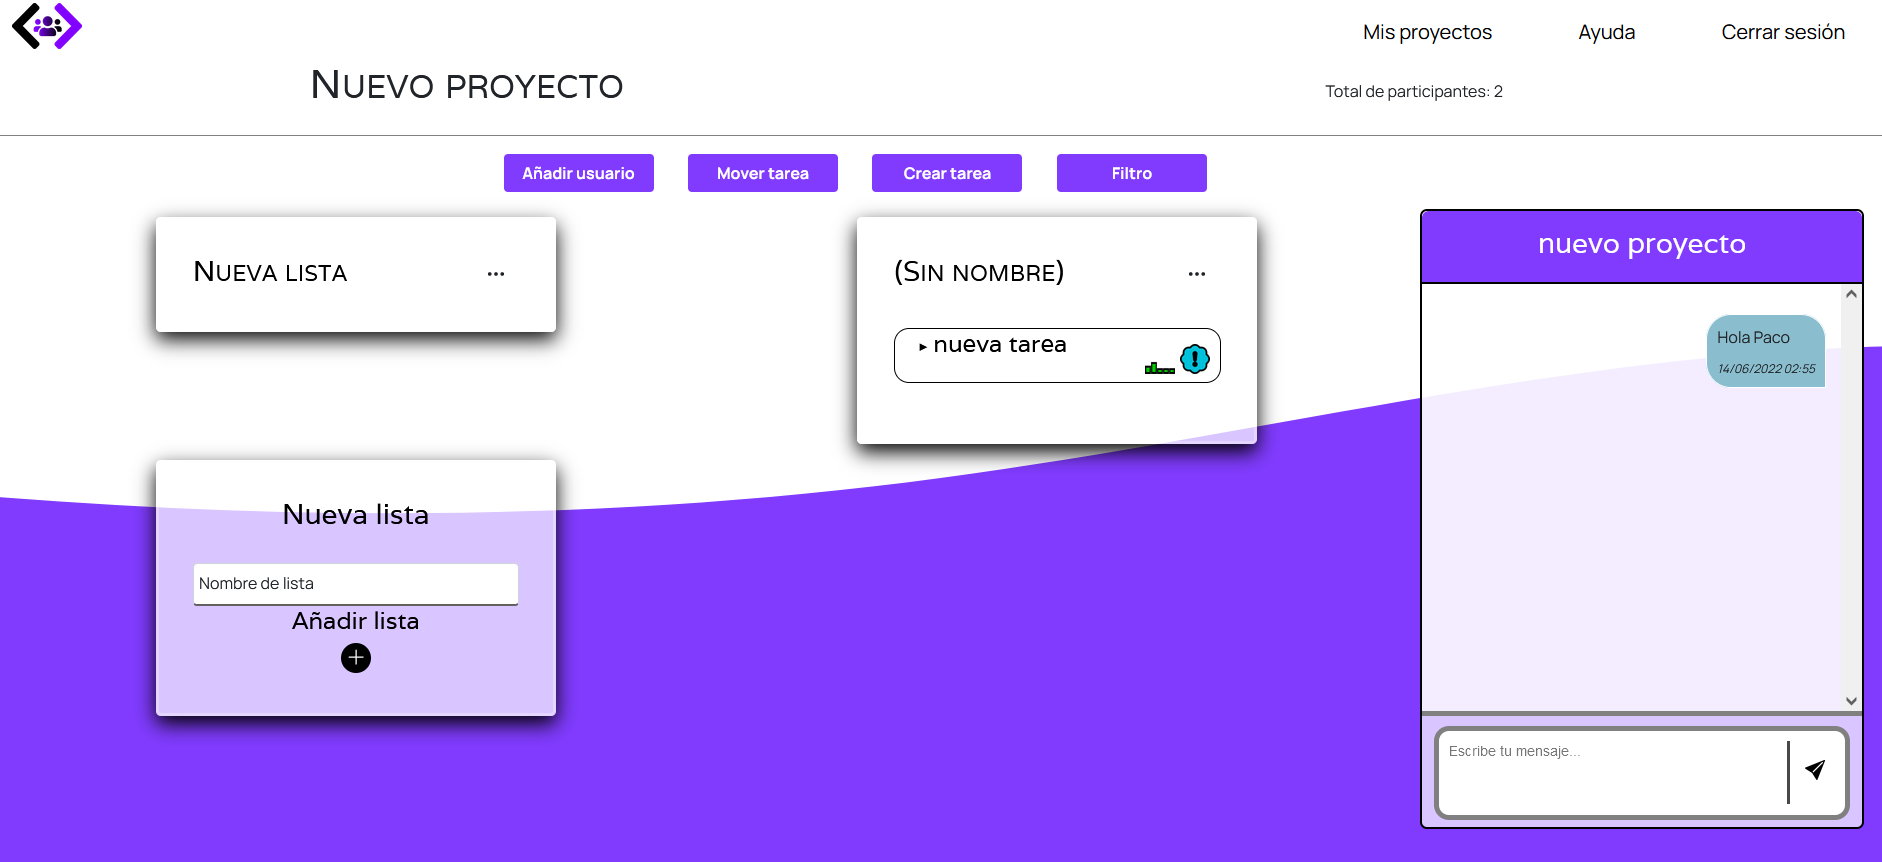 Mis proyectos
Ayuda
Cerrar sesión
Nuevo proyecto
Total de participantes: 2
Añadir usuario
Mover tarea
Crear tarea
Filtro
Nueva lista
(Sin nombre)
nueva tarea
Nueva lista
Nombre de lista
Añadir lista
nuevo proyecto
Hola Paco
14/06/2022 02:55
Escribe tu mensaje...